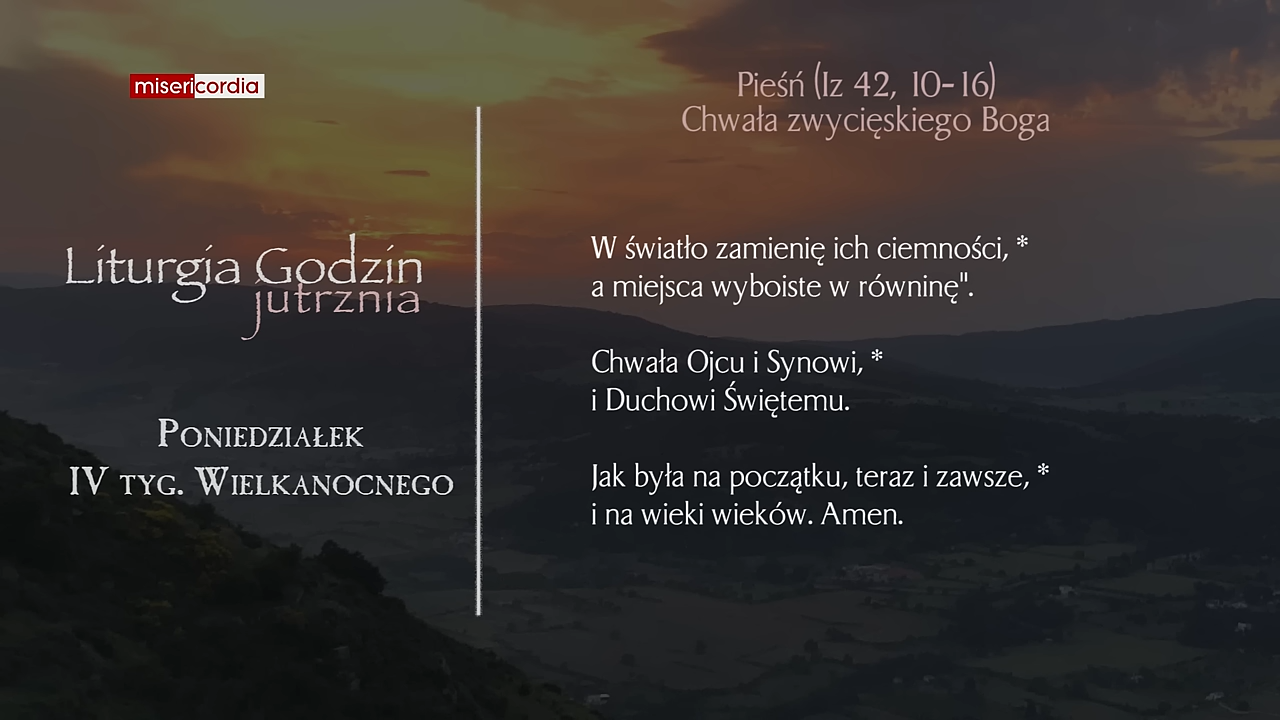 misericordia
Liturgia Godzin
jutrznia
Poniedziałek
IV tyg. Wielkanocnego
Pieśń (Iz 42, 10-16)
Chwała zwycięskiego Boga
W światło zamienię ich ciemności, *
a miejsca wyboiste w równinę".
Chwała Ojcu i Synowi, *
i Duchowi Świętemu.
Jak była na początku, teraz i zawsze, *
i na wieki wieków. Amen.